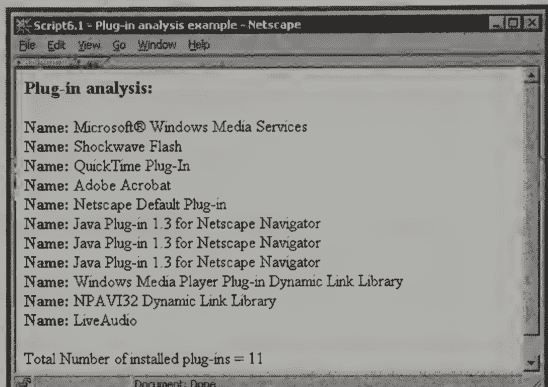 Script6.1 - Plug-in analysis example - Netscape
File Edit View Go Window Help
Plug-in analysis:
Name: Microsoft® Windows Media Services
Name: Shockwave Flash
Name: QuickTime Plug-In
Name: Adobe Acrobat
Name: Netscape Default Plug-in
Name: Java Plug-in 1.3 for Netscape Navigator
Name: Java Plug-in 1.3 for Netscape Navigator
Name: Java Plug-in 1.3 for Netscape Navigator
Name: Windows Media Player Plug-in Dynamic Link Library
Name: NPAVI32 Dynamic Link Library
Name: LiveAudio
Total Number of installed plug-ins = 11
Document: Done